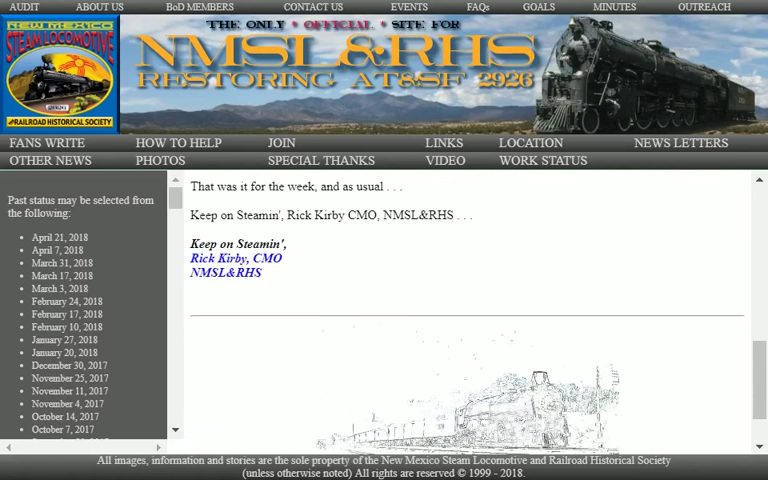 AUDIT ABOUT US BoD MEMBERS CONTACT US EVENTS FAQs GOALS MINUTES OUTREACH
NEW MEXICO
STEAM LOCOMOTIVE
AND RAILROAD HISTORICAL SOCIETY
THE ONLY * OFFICIAL * SITE FOR
NMSL&RHS
RESTORING AT&SF 2926
FANS WRITE HOW TO HELP JOIN LINKS LOCATION NEWS LETTERS
OTHER NEWS PHOTOS SPECIAL THANKS VIDEO WORK STATUS
Past status may be selected from
the following:
April 21, 2018
April 7, 2018
March 31, 2018
March 17, 2018
March 3, 2018
February 24, 2018
February 17, 2018
February 10, 2018
January 27, 2018
January 20, 2018
December 30, 2017
November 25, 2017
November 11, 2017
November 4, 2017
October 14, 2017
October 7, 2017
That was it for the week, and as usual . . .
Keep on Steamin', Rick Kirby CMO, NMSL&RHS . . .
Keep on Steamin',
Rick Kirby, CMO
NMSL&RHS
All images, information and stories are the sole property of the New Mexico Steam Locomotive and Railroad Historical Society
(unless otherwise noted) All rights are reserved © 1999 - 2018.